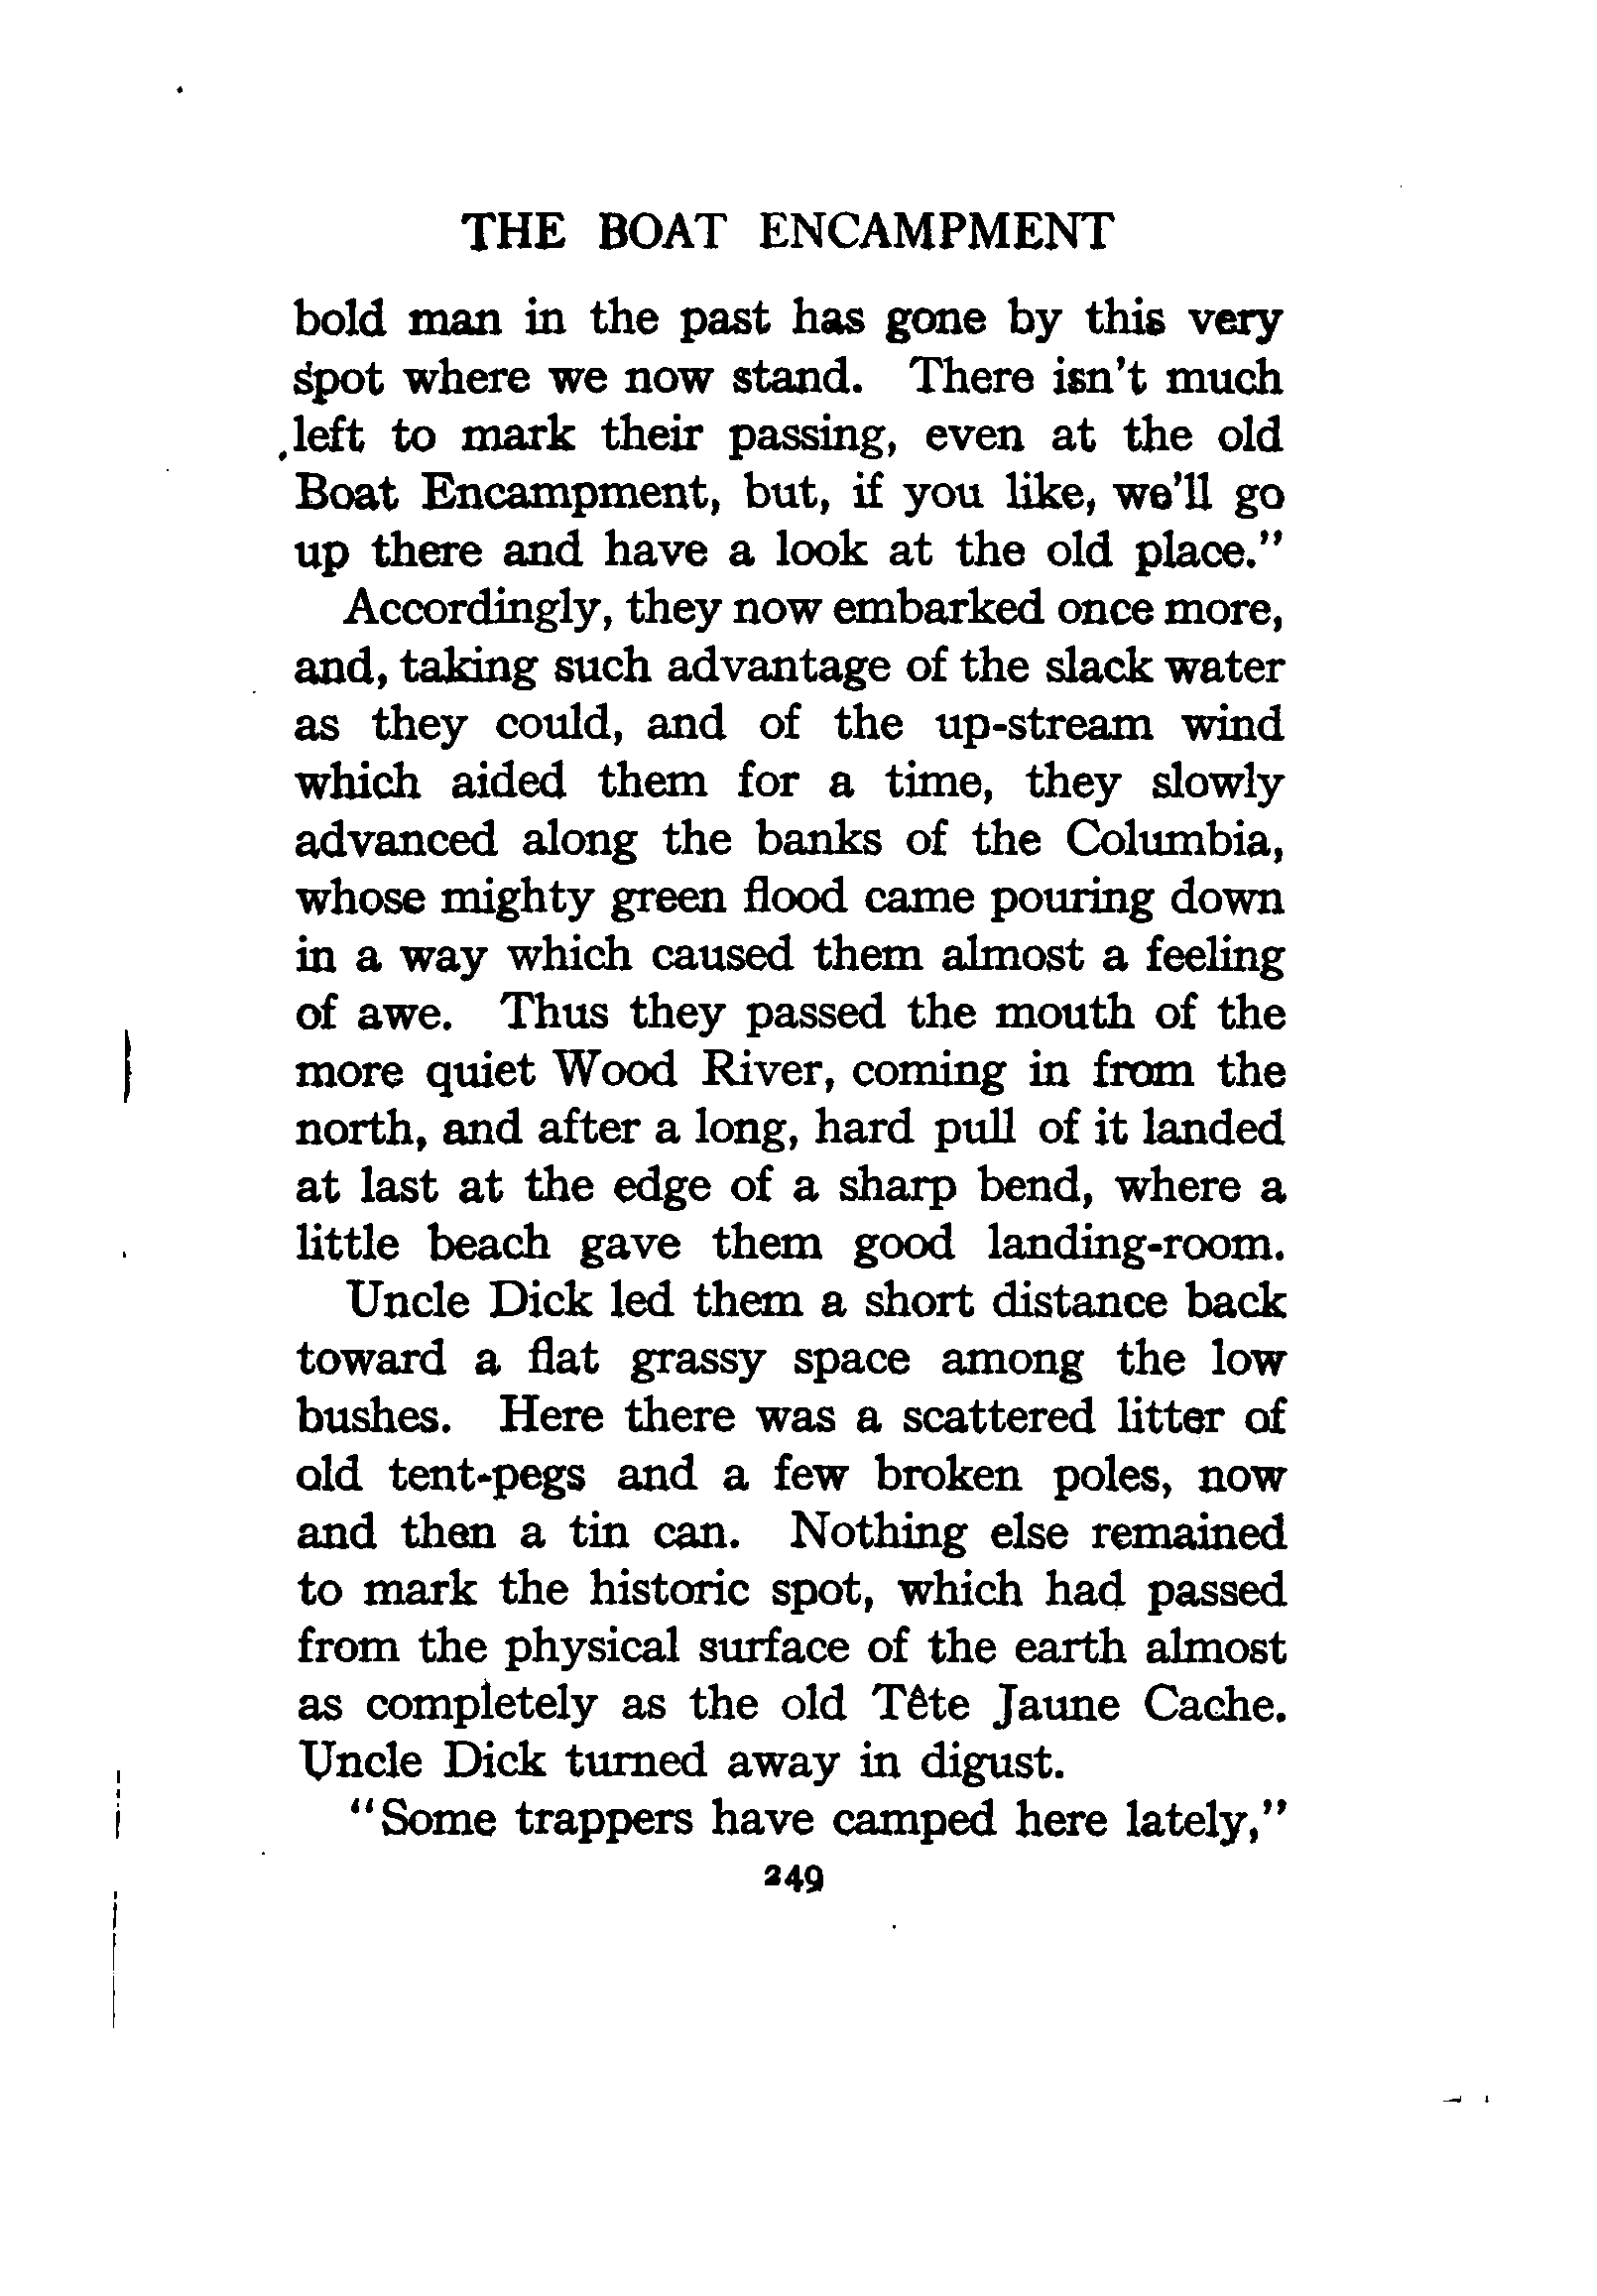 THE BOAT ENCAMPMENT
bold man in the past has gone by this very
spot where we now stand. There isn't much
left to mark their passing, even at the old
Boat Encampment, but, if you like, we'll go
up there and have a look at the old place."
Accordingly, they now embarked once more,
and, taking such advantage of the slack water
as they could, and of the up-stream wind
which aided them for a time, they slowly
advanced along the banks of the Columbia,
whose mighty green flood came pouring down
in a way which caused them almost a feeling
of awe. Thus they passed the mouth of the
more quiet Wood River, coming in from the
north, and after a long, hard pull of it landed
at last at the edge of a sharp bend, where a
little beach gave them good landing-room.
Uncle Dick led them a short distance back
toward a flat grassy space among the low
bushes. Here there was a scattered litter of
old tent-pegs and a few broken poles, now
and then a tin can. Nothing else remained
to mark the historic spot, which had passed
from the physical surface of the earth almost
as completely as the old Tête Jaune Cache.
Uncle Dick turned away in digust.
"Some trappers have camped here lately,"
249